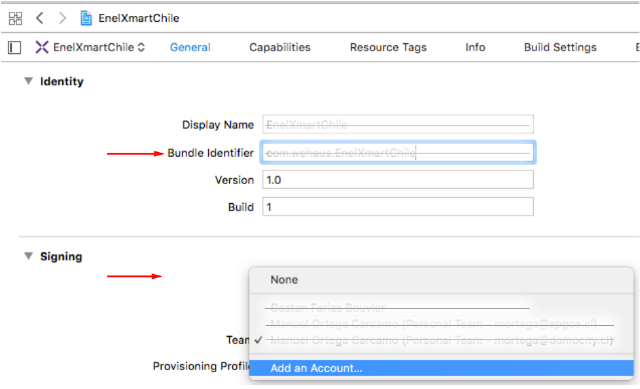 EnelXmartChile
EnelXmartChile General Capabilities Resource Tags Info Build Settings
Identity
Display Name EnelXmartChile
Bundle Identifier com.wehaus.EnelXmartChile
Version 1.0
Build 1
Signing
None
Gaston Farias Bouvier
Manuel Ortega Carcamo (Personal Team - mortega@apgca.cl)
Team ✓ Manuel Ortega Carcamo (Personal Team - mortega@domocity.cl)
Provisioning Profile Add an Account...